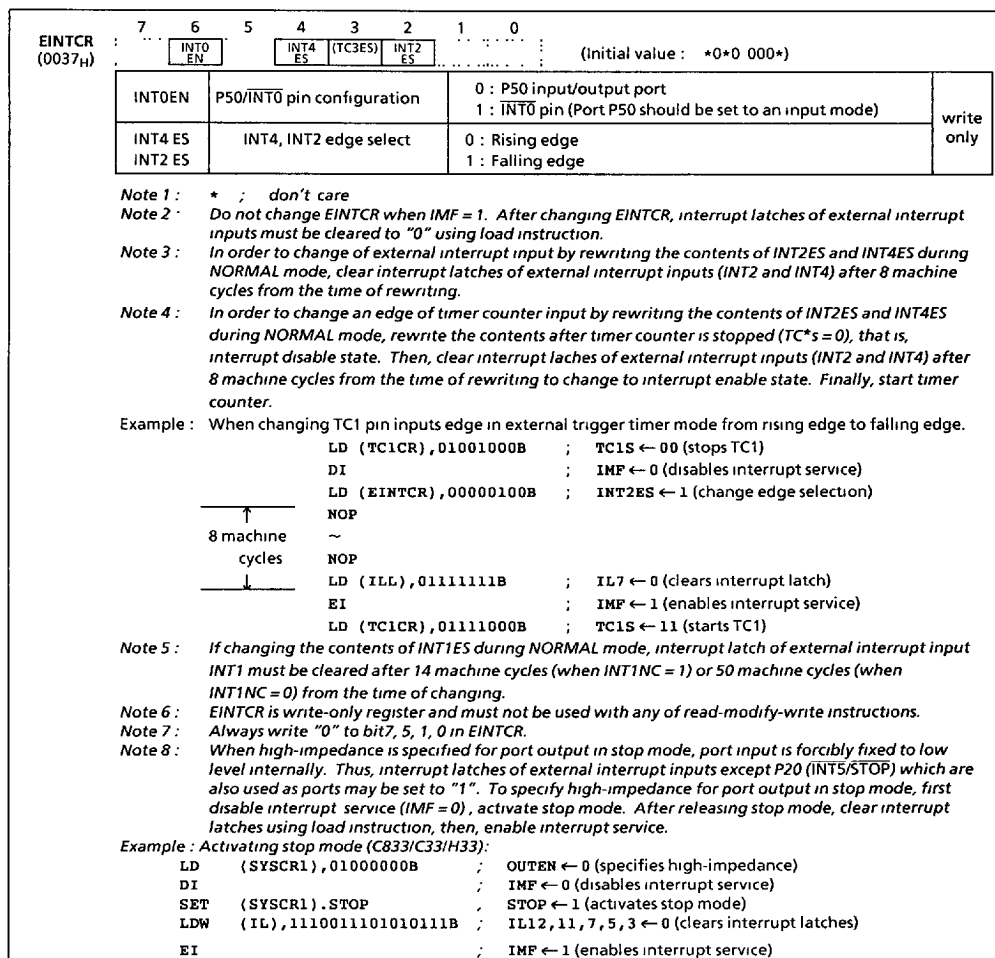 7 6 5 4 3 2 1 0
EINTCR
(0037H)
INT0 EN
INT4 ES
(TC3ES)
INT2 ES
(Initial value : *0*0 000*)
INT0EN P50/INT0 pin configuration 0 : P50 input/output port
1 : INT0 pin (Port P50 should be set to an input mode)
write only
INT4 ES INT4, INT2 edge select 0 : Rising edge
INT2 ES 1 : Falling edge
Note 1 : * ; don't care
Note 2 · Do not change EINTCR when IMF = 1. After changing EINTCR, interrupt latches of external interrupt
inputs must be cleared to "0" using load instruction.
Note 3 : In order to change of external interrupt input by rewriting the contents of INT2ES and INT4ES during
NORMAL mode, clear interrupt latches of external interrupt inputs (INT2 and INT4) after 8 machine
cycles from the time of rewriting.
Note 4 : In order to change an edge of timer counter input by rewriting the contents of INT2ES and INT4ES
during NORMAL mode, rewrite the contents after timer counter is stopped (TC*s = 0), that is,
interrupt disable state. Then, clear interrupt laches of external interrupt inputs (INT2 and INT4) after
8 machine cycles from the time of rewriting to change to interrupt enable state. Finally, start timer
counter.
Example : When changing TC1 pin inputs edge in external trigger timer mode from rising edge to falling edge.
LD (TC1CR),01001000B ; TC1S ← 00 (stops TC1)
DI ; IMF ← 0 (disables interrupt service)
LD (EINTCR),00000100B ; INT2ES ← 1 (change edge selection)
↑ NOP
8 machine ~
cycles NOP
↓ LD (ILL),01111111B ; IL7 ← 0 (clears interrupt latch)
EI ; IMF ← 1 (enables interrupt service)
LD (TC1CR),01111000B ; TC1S ← 11 (starts TC1)
Note 5 : If changing the contents of INT1ES during NORMAL mode, interrupt latch of external interrupt input
INT1 must be cleared after 14 machine cycles (when INT1NC = 1) or 50 machine cycles (when
INT1NC = 0) from the time of changing.
Note 6 : EINTCR is write-only register and must not be used with any of read-modify-write instructions.
Note 7 : Always write "0" to bit7, 5, 1, 0 in EINTCR.
Note 8 : When high-impedance is specified for port output in stop mode, port input is forcibly fixed to low
level internally. Thus, interrupt latches of external interrupt inputs except P20 (INT5/STOP) which are
also used as ports may be set to "1". To specify high-impedance for port output in stop mode, first
disable interrupt service (IMF = 0), activate stop mode. After releasing stop mode, clear interrupt
latches using load instruction, then, enable interrupt service.
Example : Activating stop mode (C833/C33/H33):
LD (SYSCR1),01000000B ; OUTEN ← 0 (specifies high-impedance)
DI ; IMF ← 0 (disables interrupt service)
SET (SYSCR1).STOP , STOP ← 1 (activates stop mode)
LDW (IL),1110011101010111B ; IL12,11,7,5,3 ← 0 (clears interrupt latches)
EI ; IMF ← 1 (enables interrupt service)